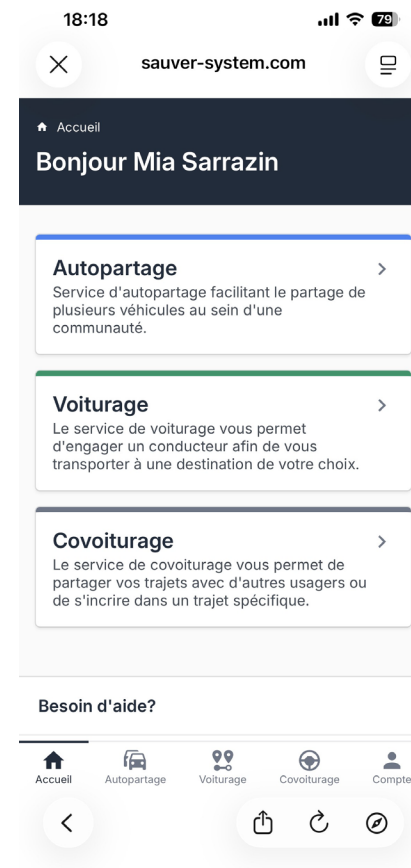 18:18
79
sauver-system.com
Accueil
Bonjour Mia Sarrazin
Autopartage
Service d'autopartage facilitant le partage de
plusieurs véhicules au sein d'une
communauté.
Voiturage
Le service de voiturage vous permet
d'engager un conducteur afin de vous
transporter à une destination de votre choix.
Covoiturage
Le service de covoiturage vous permet de
partager vos trajets avec d'autres usagers ou
de s'incrire dans un trajet spécifique.
Besoin d'aide?
Accueil Autopartage Voiturage Covoiturage Compte